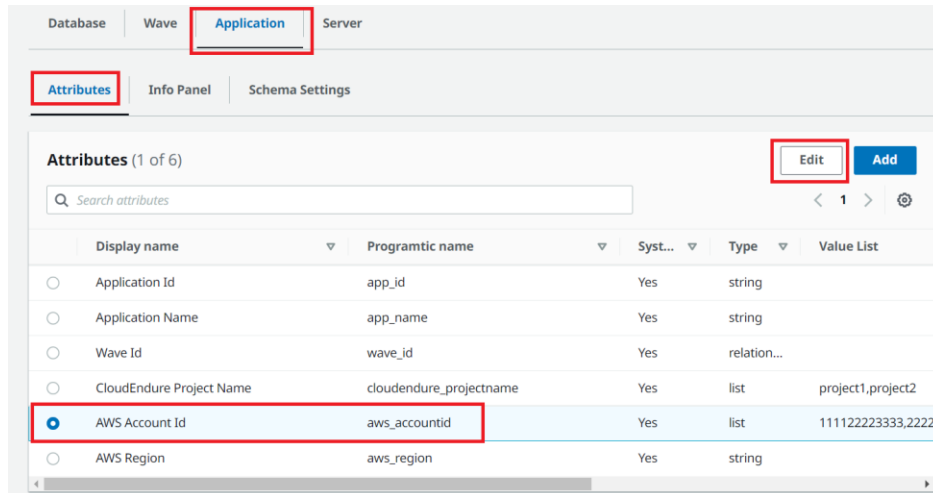 Database Wave Application Server
Attributes Info Panel Schema Settings
Attributes (1 of 6) Edit Add
Search attributes 1
Display name Programtic name Syst... Type Value List
Application Id app_id Yes string
Application Name app_name Yes string
Wave Id wave_id Yes relation...
CloudEndure Project Name cloudendure_projectname Yes list project1,project2
AWS Account Id aws_accountid Yes list 111122223333,2222
AWS Region aws_region Yes string